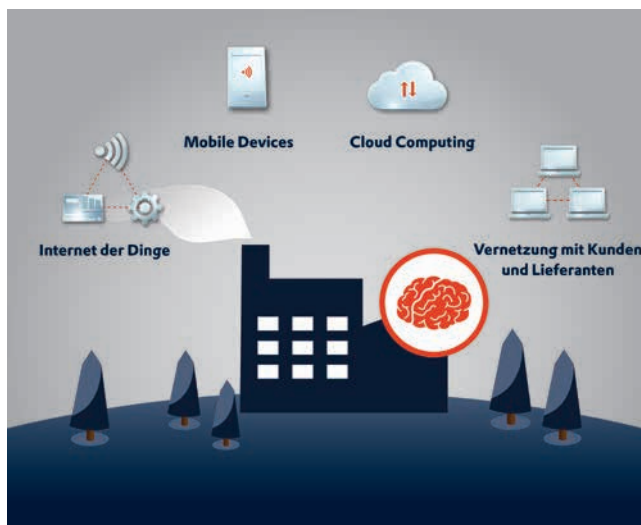 Mobile Devices
Cloud Computing
Internet der Dinge
Vernetzung mit Kunden
und Lieferanten